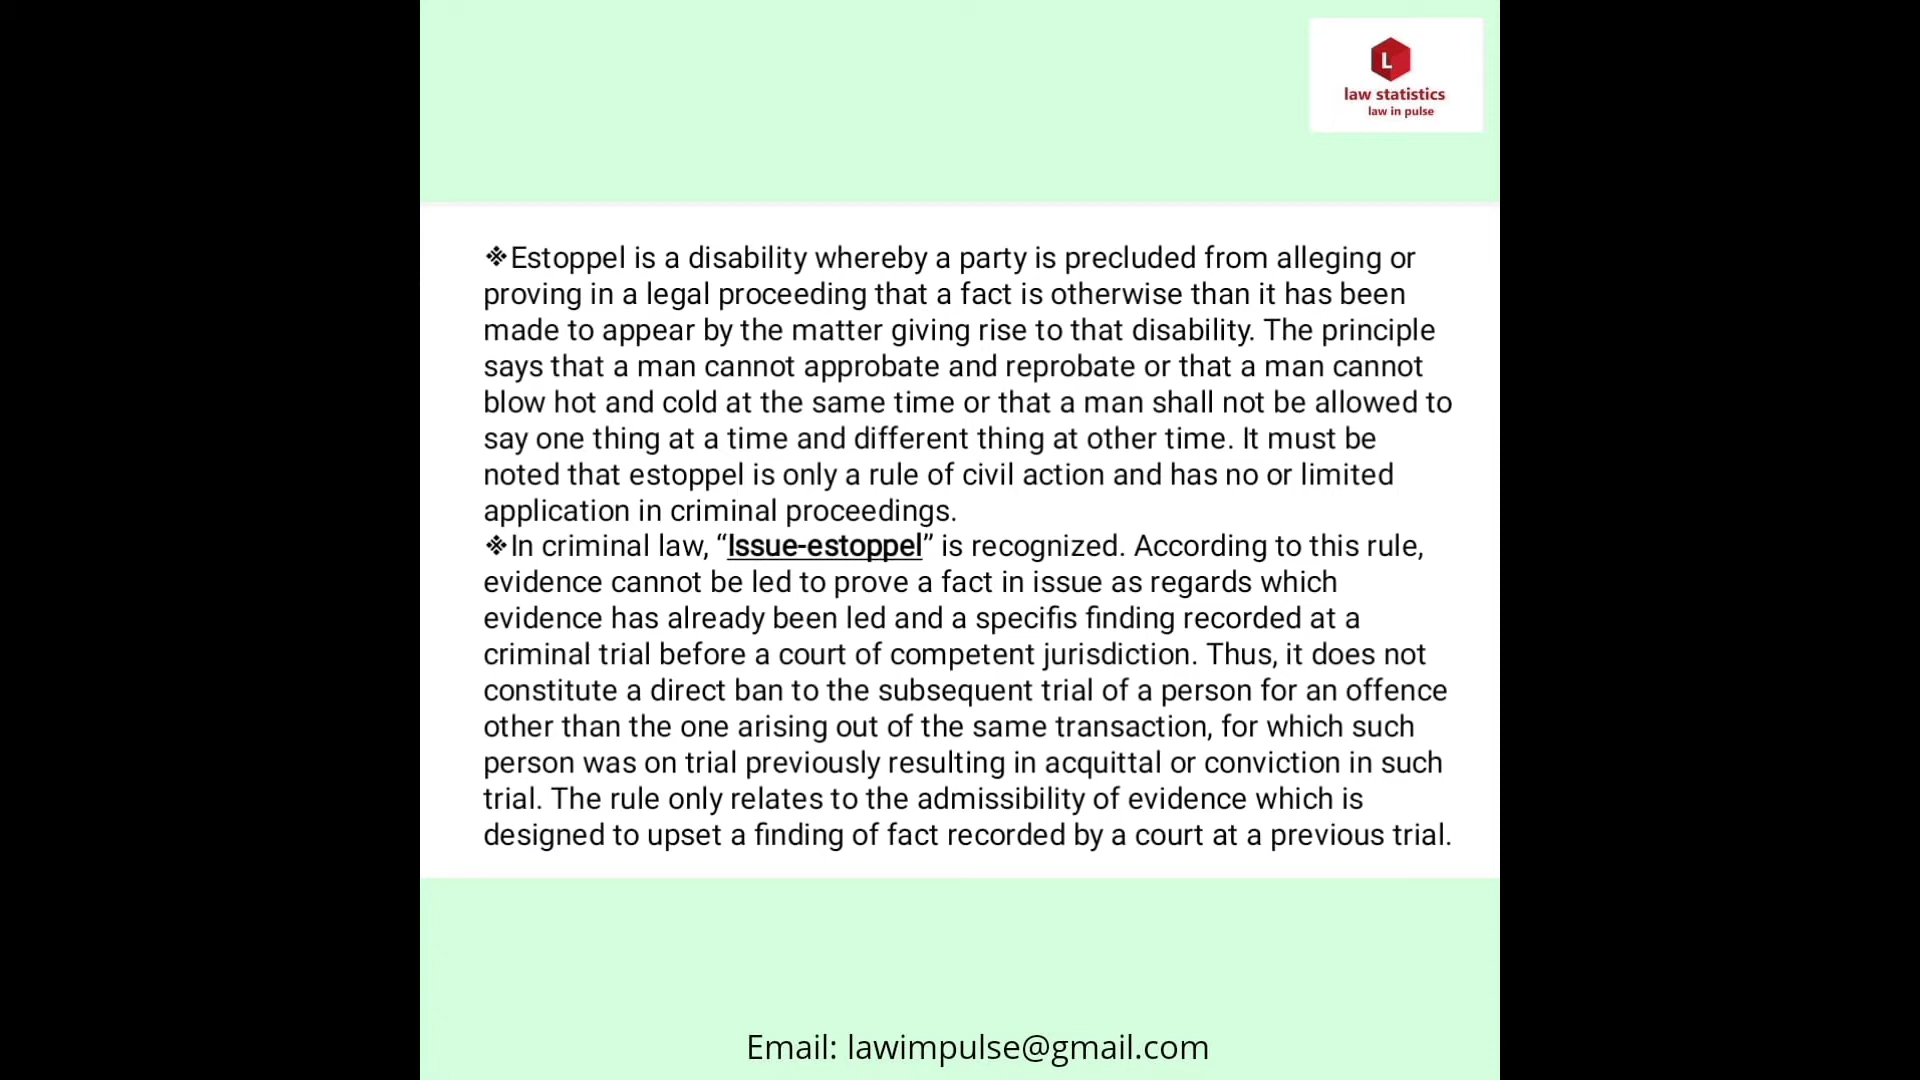 L
law statistics
law in pulse
❖Estoppel is a disability whereby a party is precluded from alleging or
proving in a legal proceeding that a fact is otherwise than it has been
made to appear by the matter giving rise to that disability. The principle
says that a man cannot approbate and reprobate or that a man cannot
blow hot and cold at the same time or that a man shall not be allowed to
say one thing at a time and different thing at other time. It must be
noted that estoppel is only a rule of civil action and has no or limited
application in criminal proceedings.
❖In criminal law, “Issue-estoppel” is recognized. According to this rule,
evidence cannot be led to prove a fact in issue as regards which
evidence has already been led and a specifis finding recorded at a
criminal trial before a court of competent jurisdiction. Thus, it does not
constitute a direct ban to the subsequent trial of a person for an offence
other than the one arising out of the same transaction, for which such
person was on trial previously resulting in acquittal or conviction in such
trial. The rule only relates to the admissibility of evidence which is
designed to upset a finding of fact recorded by a court at a previous trial.
Email: lawimpulse@gmail.com